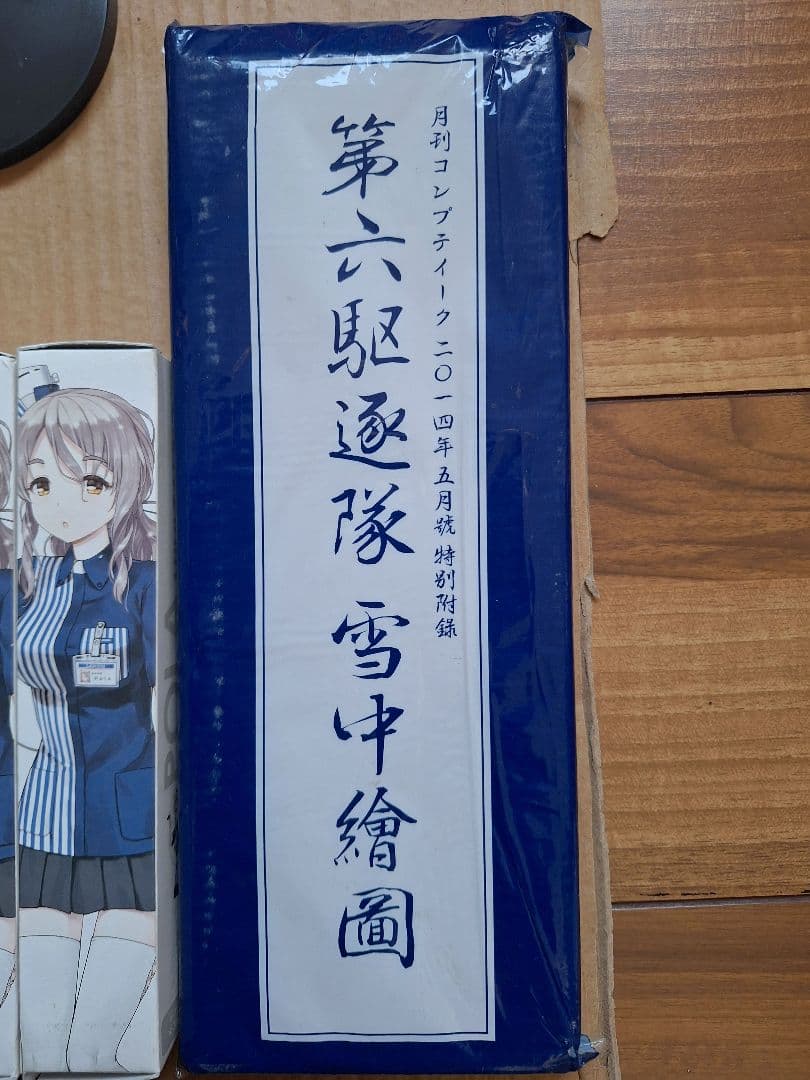 月刊コンプティーク 二〇一四年五月號 特別附錄
第六駆逐隊 雪中繪圖